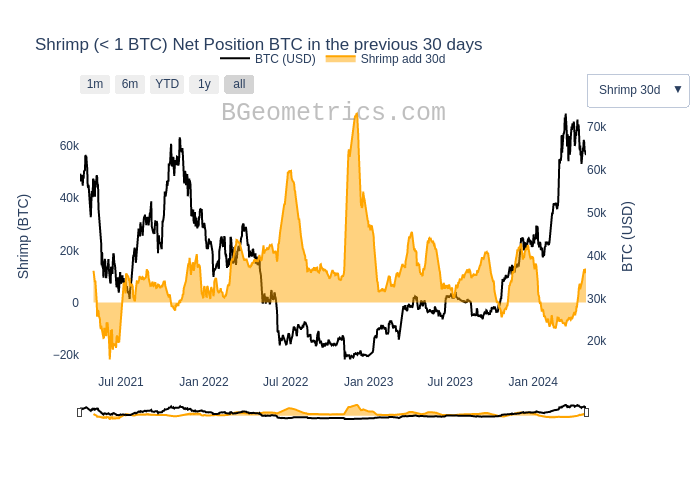 Shrimp (< 1 BTC) Net Position BTC in the previous 30 days
BTC (USD) Shrimp add 30d
1m 6m YTD 1y all
Shrimp 30d ▼
BGeometrics.com
60k
40k
20k
0
−20k
Shrimp (BTC)
70k
60k
50k
40k
30k
20k
BTC (USD)
Jul 2021 Jan 2022 Jul 2022 Jan 2023 Jul 2023 Jan 2024